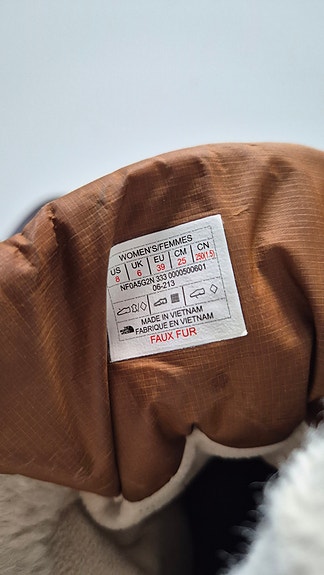 WOMEN'S/FEMMES
US UK EU CM CN
8 6 39 25 250(1.5)
NF0A5G2N 333 0000500601
06-213
MADE IN VIETNAM
FABRIQUE EN VIETNAM
FAUX FUR